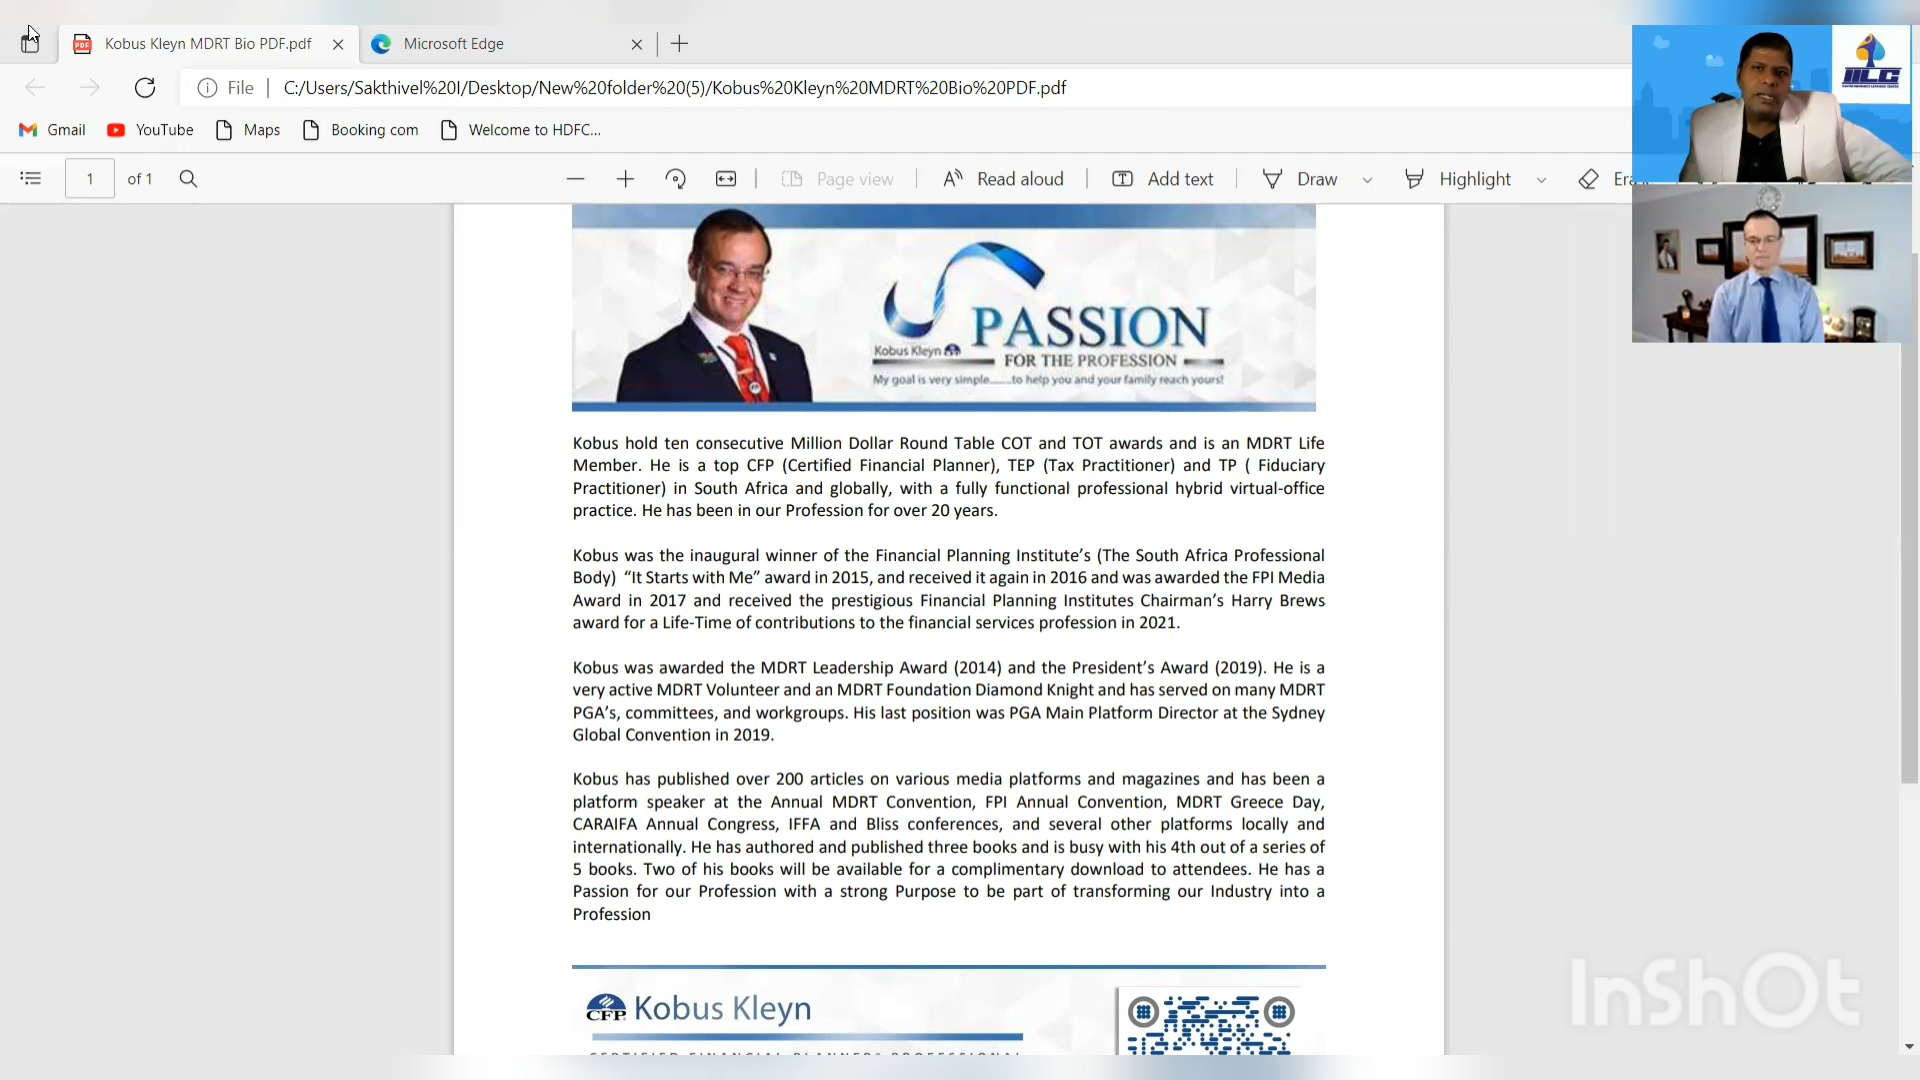 Kobus Kleyn MDRT Bio PDF.pdf
Microsoft Edge
File
C:/Users/Sakthivel%20I/Desktop/New%20folder%20(5)/Kobus%20Kleyn%20MDRT%20Bio%20PDF.pdf
Gmail
YouTube
Maps
Booking com
Welcome to HDFC...
1
of 1
Page view
Read aloud
Add text
Draw
Highlight
IILC
PASSION
Kobus Kleyn
FOR THE PROFESSION
My goal is very simple......to help you and your family reach yours!
Kobus hold ten consecutive Million Dollar Round Table COT and TOT awards and is an MDRT Life
Member. He is a top CFP (Certified Financial Planner), TEP (Tax Practitioner) and TP ( Fiduciary
Practitioner) in South Africa and globally, with a fully functional professional hybrid virtual-office
practice. He has been in our Profession for over 20 years.
Kobus was the inaugural winner of the Financial Planning Institute’s (The South Africa Professional
Body) “It Starts with Me” award in 2015, and received it again in 2016 and was awarded the FPI Media
Award in 2017 and received the prestigious Financial Planning Institutes Chairman’s Harry Brews
award for a Life-Time of contributions to the financial services profession in 2021.
Kobus was awarded the MDRT Leadership Award (2014) and the President’s Award (2019). He is a
very active MDRT Volunteer and an MDRT Foundation Diamond Knight and has served on many MDRT
PGA’s, committees, and workgroups. His last position was PGA Main Platform Director at the Sydney
Global Convention in 2019.
Kobus has published over 200 articles on various media platforms and magazines and has been a
platform speaker at the Annual MDRT Convention, FPI Annual Convention, MDRT Greece Day,
CARAIFA Annual Congress, IFFA and Bliss conferences, and several other platforms locally and
internationally. He has authored and published three books and is busy with his 4th out of a series of
5 books. Two of his books will be available for a complimentary download to attendees. He has a
Passion for our Profession with a strong Purpose to be part of transforming our Industry into a
Profession
CFP Kobus Kleyn
CERTIFIED FINANCIAL PLANNER® PROFESSIONAL
InShOt